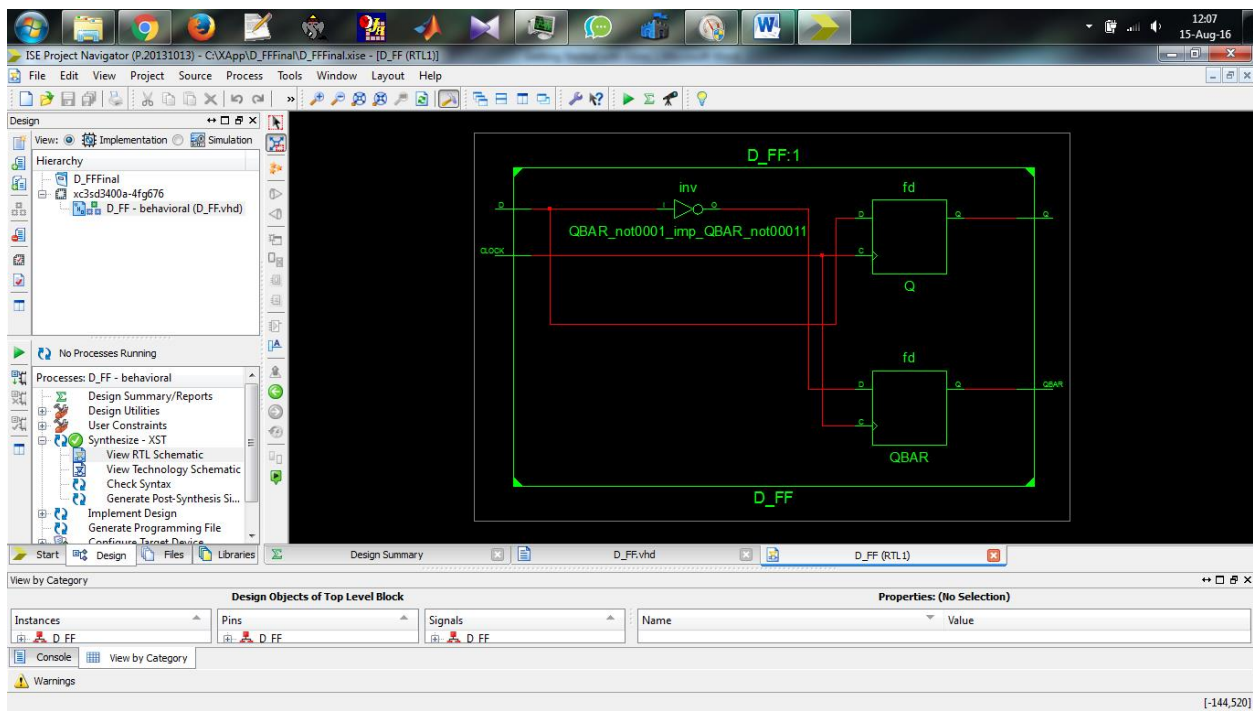 12:07
15-Aug-16
ISE Project Navigator (P.20131013) - C:\XApp\D_FFFinal\D_FFFinal.xise - [D_FF (RTL1)]
File Edit View Project Source Process Tools Window Layout Help
Design
View: Implementation Simulation
Hierarchy
D_FFFinal
xc3sd3400a-4fg676
D_FF - behavioral (D_FF.vhd)
No Processes Running
Processes: D_FF - behavioral
Design Summary/Reports
Design Utilities
User Constraints
Synthesize - XST
View RTL Schematic
View Technology Schematic
Check Syntax
Generate Post-Synthesis Si...
Implement Design
Generate Programming File
Configure Target Device
D_FF:1
inv
fd
D
I
O
D
Q
Q
QBAR_not0001_imp_QBAR_not00011
CLOCK
C
Q
fd
D
Q
QBAR
C
QBAR
D_FF
Start Design Files Libraries Design Summary D_FF.vhd D_FF (RTL1)
View by Category
Design Objects of Top Level Block Properties: (No Selection)
Instances Pins Signals Name Value
D_FF D_FF D_FF
Console View by Category
Warnings
[-144,520]